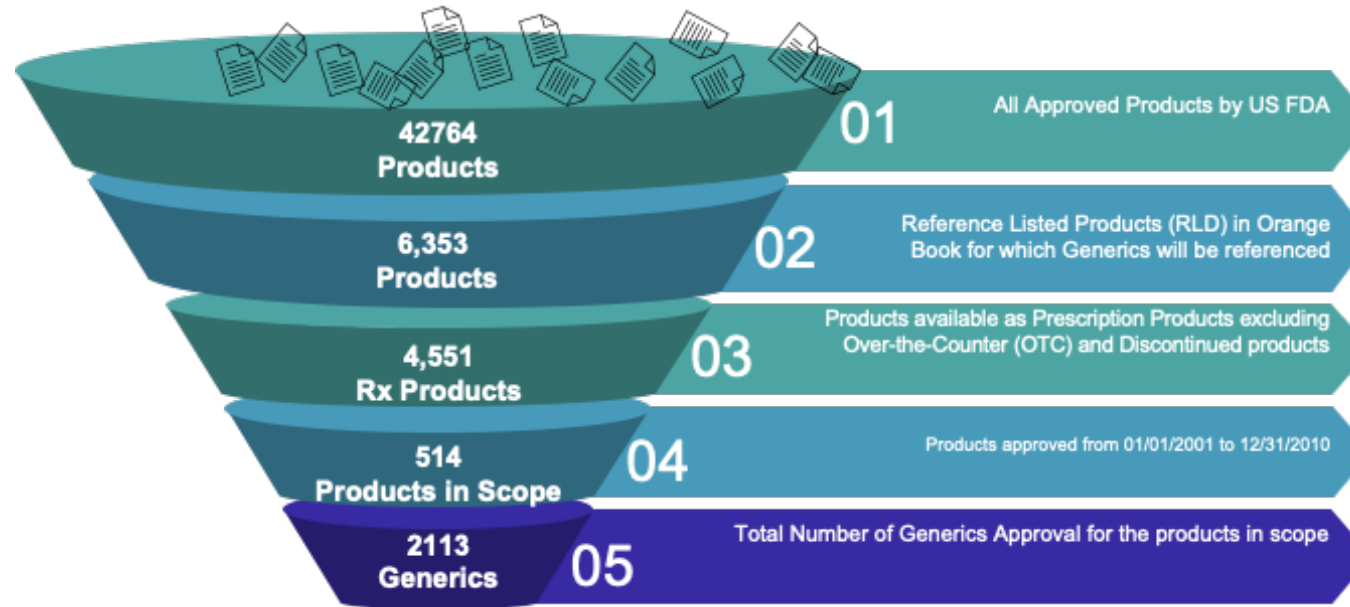 42764
Products
01
All Approved Products by US FDA
6,353
Products
02
Reference Listed Products (RLD) in Orange
Book for which Generics will be referenced
4,551
Rx Products
03
Products available as Prescription Products excluding
Over-the-Counter (OTC) and Discontinued products
514
Products in Scope
04
Products approved from 01/01/2001 to 12/31/2010
2113
Generics
05
Total Number of Generics Approval for the products in scope